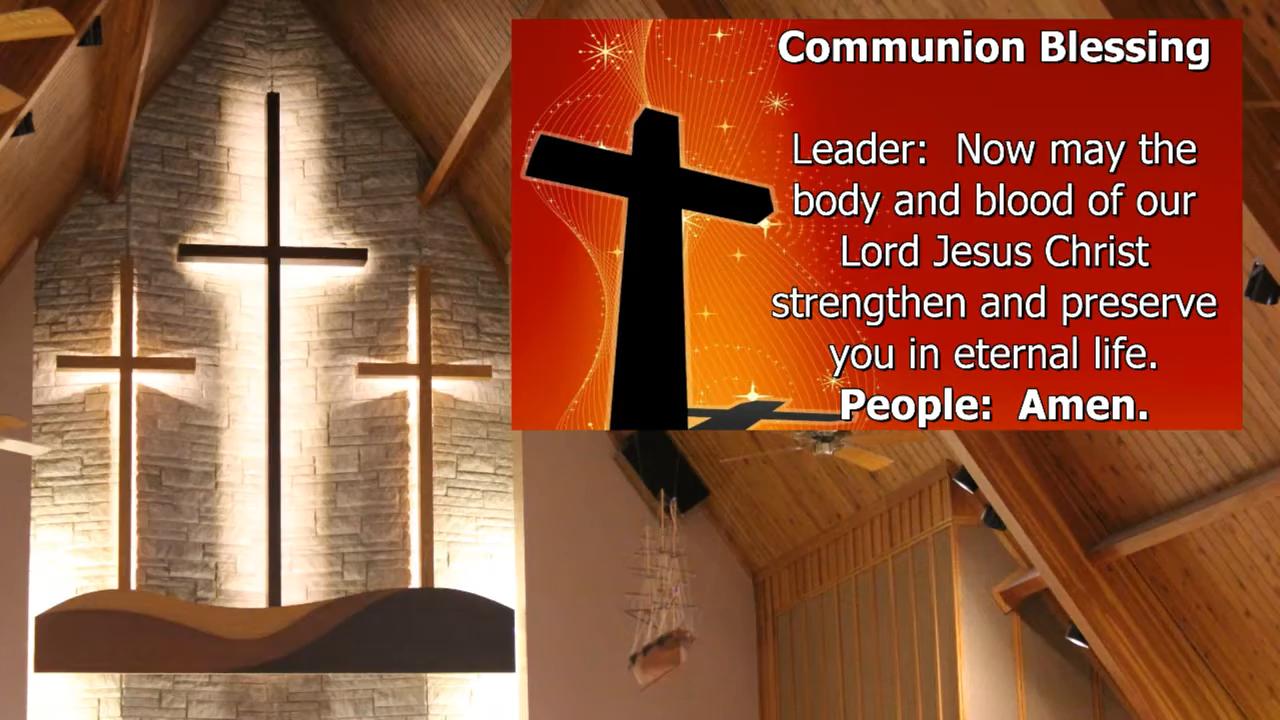 Communion Blessing
Leader:  Now may the
body and blood of our
Lord Jesus Christ
strengthen and preserve
you in eternal life.
People:  Amen.